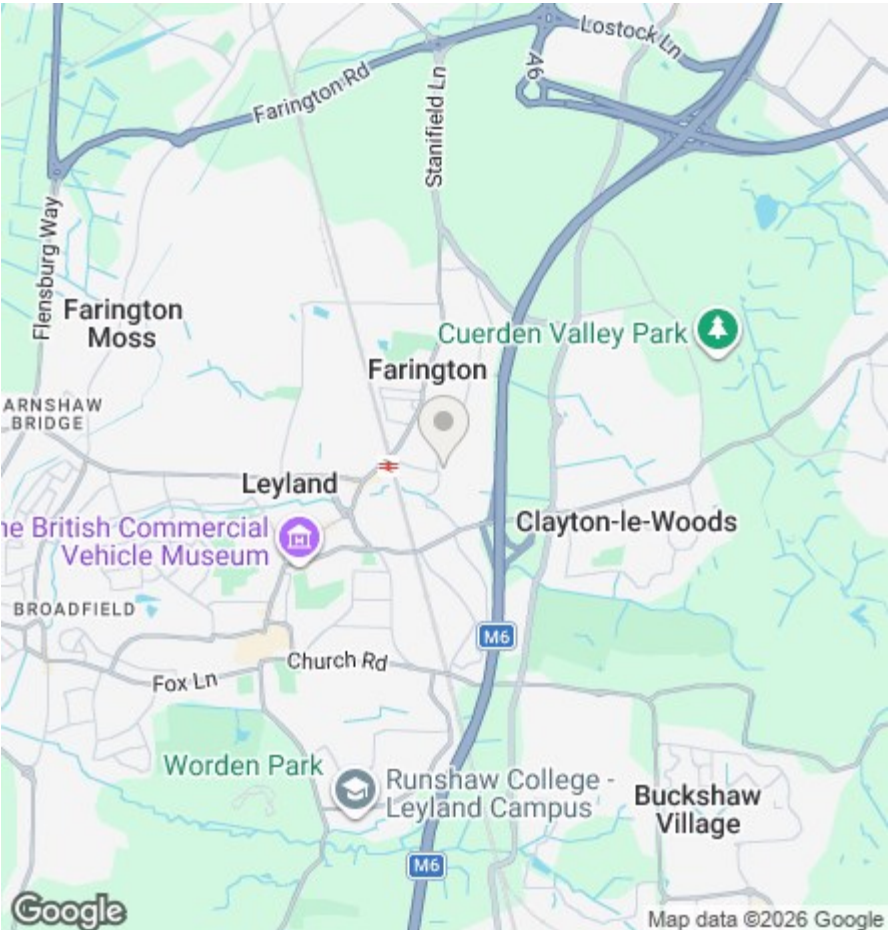 Lostock Ln
A6
Farington Rd
Stanifield Ln
Flensburg Way
Farington
Moss
Cuerden Valley Park
Farington
ARNSHAW
BRIDGE
Leyland
ne British Commercial
Vehicle Museum
Clayton-le-Woods
BROADFIELD
M6
Church Rd
Fox Ln
Worden Park
Runshaw College -
Leyland Campus
Buckshaw
Village
M6
Google
Map data ©2026 Google